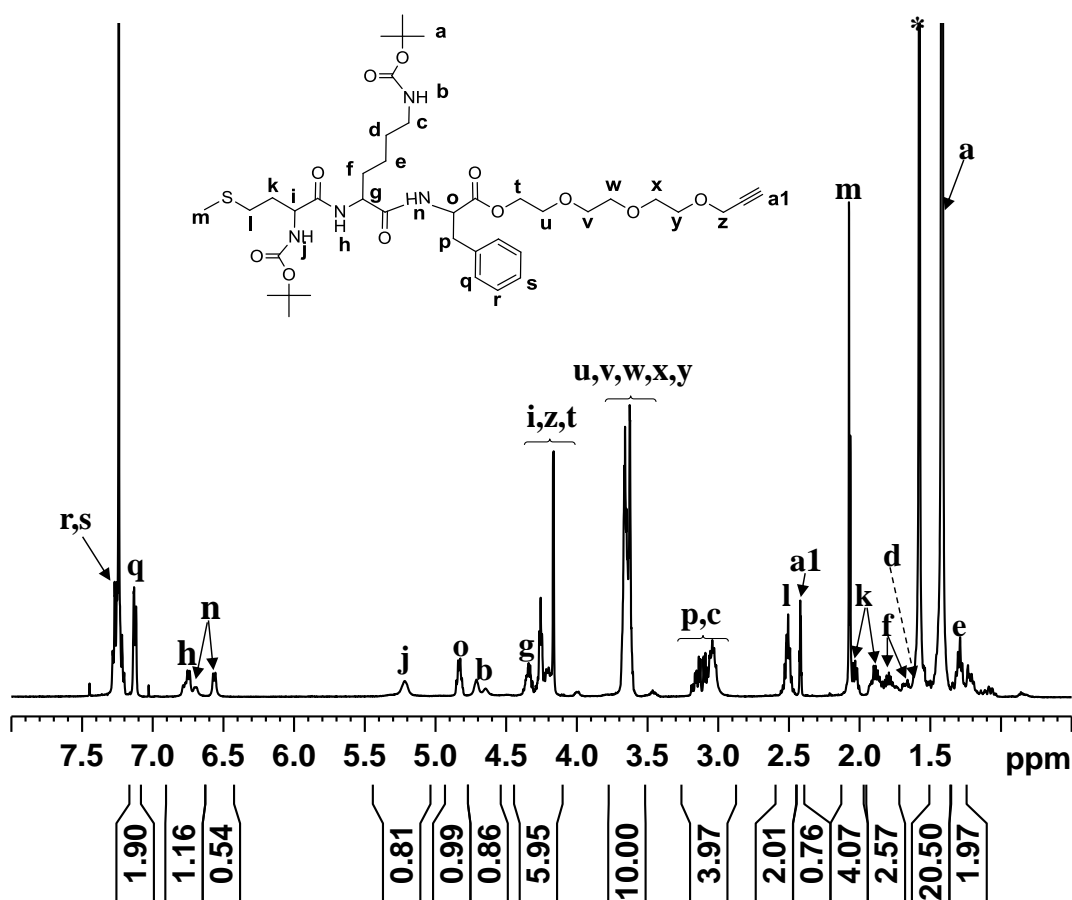 *
a
O
O
NH b
d c
f e
k O O t w x
S i g n o O O
m l N H N H O O a1
NH j h O u v y z
O p
O q s
r
a
m
u,v,w,x,y
i,z,t
r,s
q
h n
j o b g
p,c
l a1 k d
f e
7.5 7.0 6.5 6.0 5.5 5.0 4.5 4.0 3.5 3.0 2.5 2.0 1.5 ppm
1.90 1.16 0.54 0.81 0.99 0.86 5.95 10.00 3.97 2.01 0.76 4.07 2.57 20.50 1.97